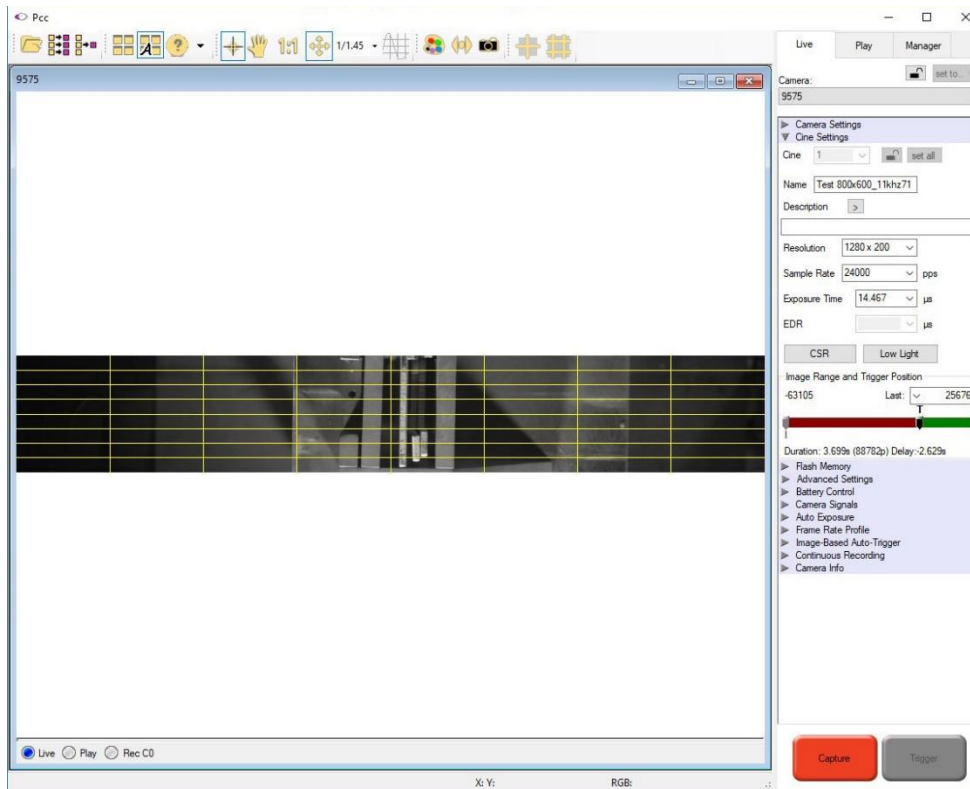 Pcc
1:1 1/1.45
Live Play Manager
9575
Camera: set to...
9575
Camera Settings
Cine Settings
Cine 1 set all
Name Test 800x600_11khz71
Description >
Resolution 1280 x 200
Sample Rate 24000 pps
Exposure Time 14.467 µs
EDR µs
CSR Low Light
Image Range and Trigger Position
-63105 Last: 25676
T
Duration: 3.699s (88782p) Delay:-2.629s
Flash Memory
Advanced Settings
Battery Control
Camera Signals
Auto Exposure
Frame Rate Profile
Image-Based Auto-Trigger
Continuous Recording
Camera Info
Live Play Rec C0
Capture Trigger
X: Y: RGB: